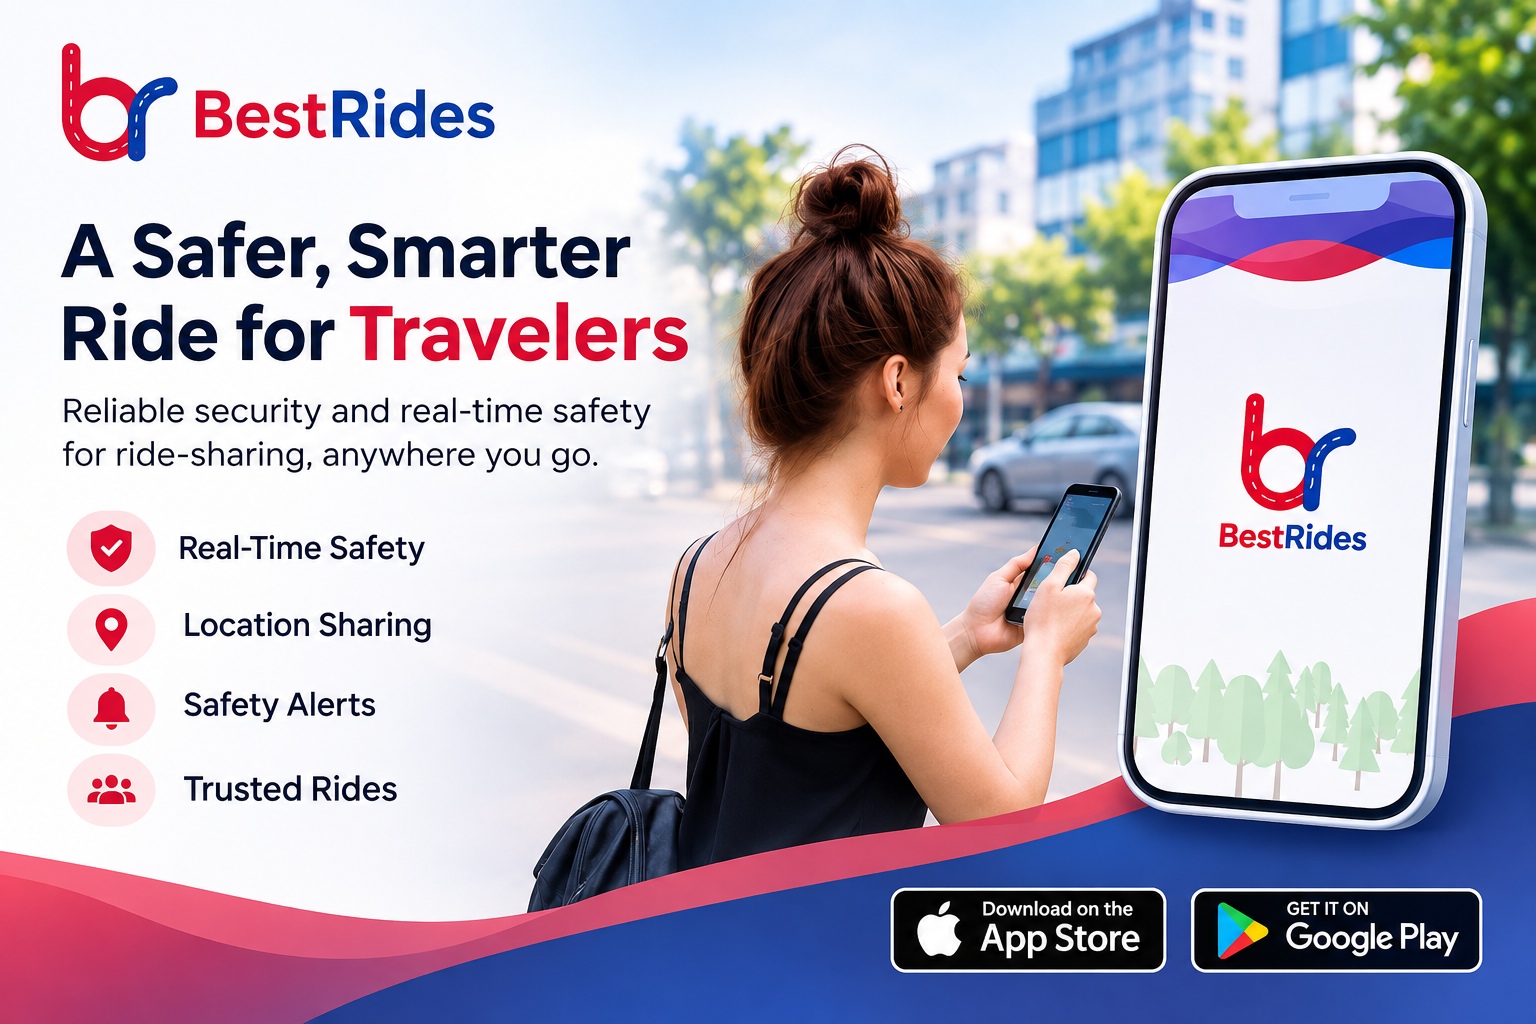 br BestRides
A Safer, Smarter
Ride for Travelers
Reliable security and real-time safety
for ride-sharing, anywhere you go.
Real-Time Safety
Location Sharing
Safety Alerts
Trusted Rides
br
BestRides
Download on the
App Store
GET IT ON
Google Play